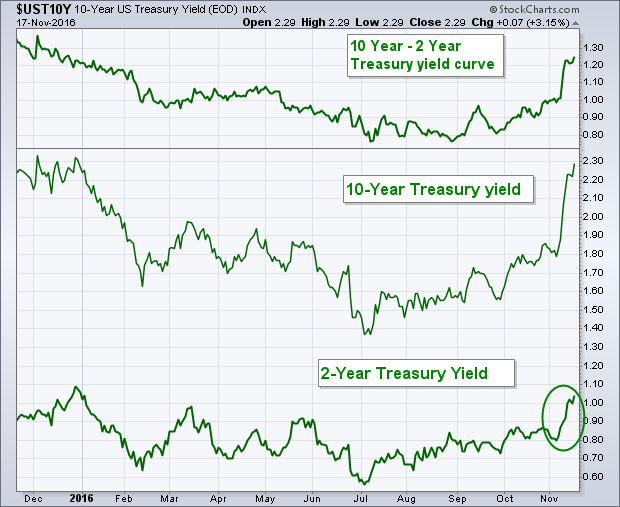 $UST10Y 10-Year US Treasury Yield (EOD) INDX
© StockCharts.com
17-Nov-2016
Open 2.29 High 2.29 Low 2.29 Close 2.29 Chg +0.07 (+3.15%)
10 Year - 2 Year
Treasury yield curve
1.30
1.20
1.00
0.90
0.80
10-Year Treasury yield
2.30
2.20
2.10
2.00
1.90
1.80
1.70
1.60
1.50
1.40
1.30
2-Year Treasury Yield
1.10
1.00
0.90
0.80
0.70
0.60
Dec 2016 Feb Mar Apr May Jun Jul Aug Sep Oct Nov